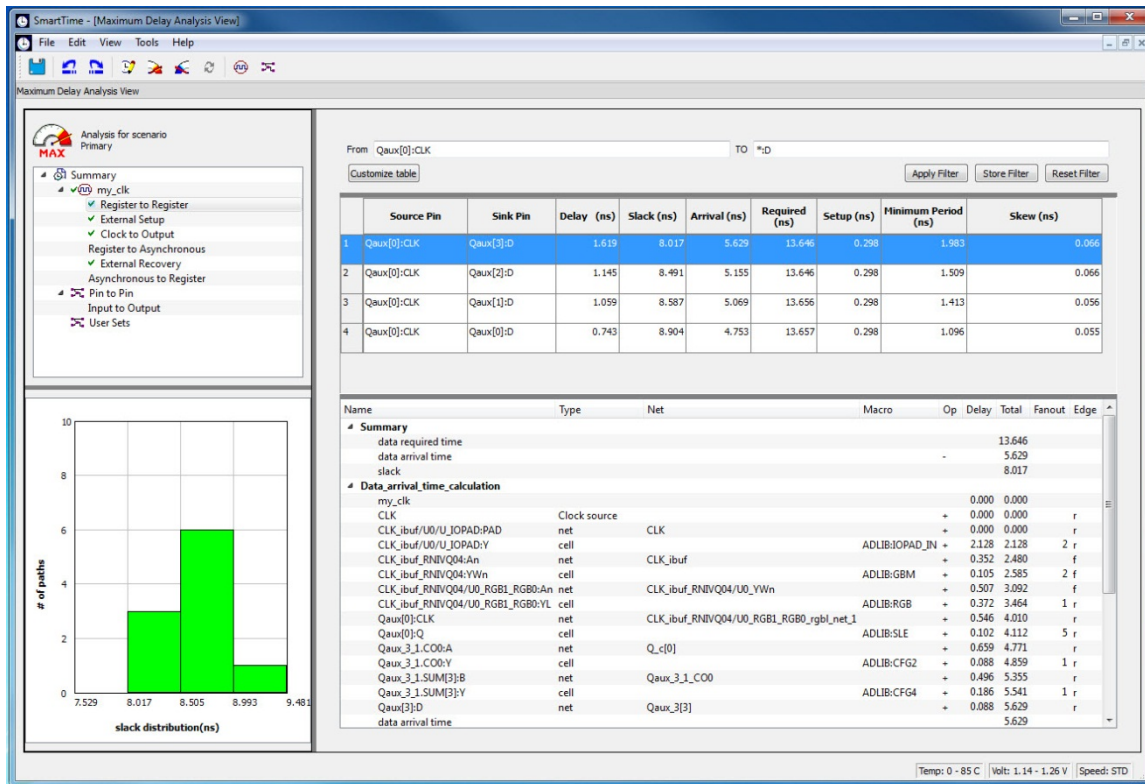 SmartTime - [Maximum Delay Analysis View]
File Edit View Tools Help
Maximum Delay Analysis View
MAX
Analysis for scenario
Primary
Summary
my_clk
Register to Register
External Setup
Clock to Output
Register to Asynchronous
External Recovery
Asynchronous to Register
Pin to Pin
Input to Output
User Sets
# of paths
10
8
6
4
2
0
7.529 8.017 8.505 8.993 9.481
slack distribution(ns)
From Qaux[0]:CLK TO *:D
Customize table Apply Filter Store Filter Reset Filter
Source Pin Sink Pin Delay (ns) Slack (ns) Arrival (ns) Required (ns) Setup (ns) Minimum Period (ns) Skew (ns)
1 Qaux[0]:CLK Qaux[3]:D 1.619 8.017 5.629 13.646 0.298 1.983 0.066
2 Qaux[0]:CLK Qaux[2]:D 1.145 8.491 5.155 13.646 0.298 1.509 0.066
3 Qaux[0]:CLK Qaux[1]:D 1.059 8.587 5.069 13.656 0.298 1.413 0.056
4 Qaux[0]:CLK Qaux[0]:D 0.743 8.904 4.753 13.657 0.298 1.096 0.055
Name Type Net Macro Op Delay Total Fanout Edge
Summary
data required time 13.646
data arrival time - 5.629
slack 8.017
Data_arrival_time_calculation
my_clk 0.000 0.000
CLK Clock source + 0.000 0.000 r
CLK_ibuf/U0/U_IOPAD:PAD net CLK + 0.000 0.000 r
CLK_ibuf/U0/U_IOPAD:Y cell ADLIB:IOPAD_IN + 2.128 2.128 2 r
CLK_ibuf_RNIVQ04:An net CLK_ibuf + 0.352 2.480 f
CLK_ibuf_RNIVQ04:YWn cell ADLIB:GBM + 0.105 2.585 2 f
CLK_ibuf_RNIVQ04/U0_RGB1_RGB0:An net CLK_ibuf_RNIVQ04/U0_YWn + 0.507 3.092 f
CLK_ibuf_RNIVQ04/U0_RGB1_RGB0:YL cell ADLIB:RGB + 0.372 3.464 1 r
Qaux[0]:CLK net CLK_ibuf_RNIVQ04/U0_RGB1_RGB0_rgbl_net_1 + 0.546 4.010 r
Qaux[0]:Q cell ADLIB:SLE + 0.102 4.112 5 r
Qaux_3_1.CO0:A net Q_c[0] + 0.659 4.771 r
Qaux_3_1.CO0:Y cell ADLIB:CFG2 + 0.088 4.859 1 r
Qaux_3_1.SUM[3]:B net Qaux_3_1_CO0 + 0.496 5.355 r
Qaux_3_1.SUM[3]:Y cell ADLIB:CFG4 + 0.186 5.541 1 r
Qaux[3]:D net Qaux_3[3] + 0.088 5.629 r
data arrival time 5.629
Temp: 0 - 85 C Volt: 1.14 - 1.26 V Speed: STD